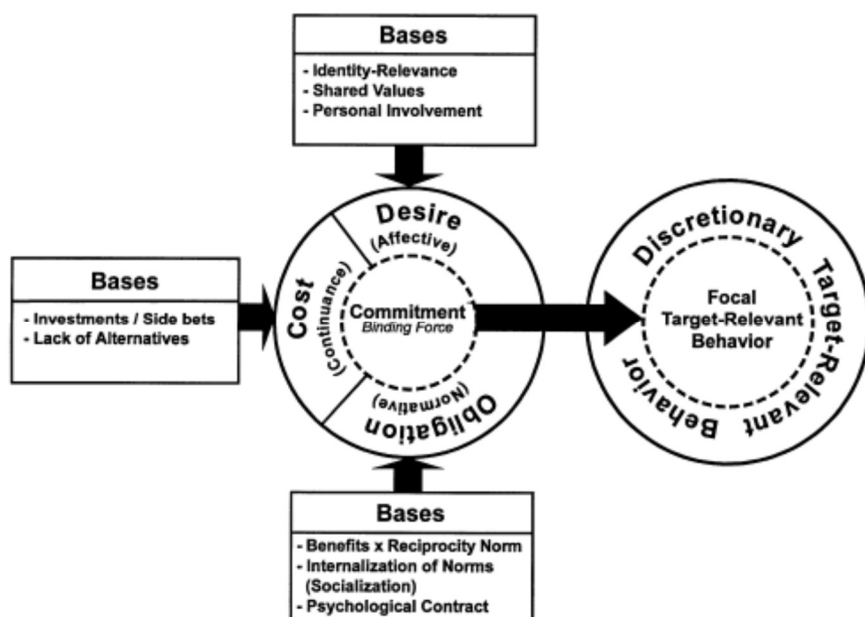 Bases
- Identity-Relevance
- Shared Values
- Personal Involvement
Bases
- Investments / Side bets
- Lack of Alternatives
Desire
(Affective)
Cost
(Continuance)
Obligation
(Normative)
Commitment
Binding Force
Discretionary Target-Relevant Behavior
Focal
Target-Relevant
Behavior
Bases
- Benefits x Reciprocity Norm
- Internalization of Norms
(Socialization)
- Psychological Contract